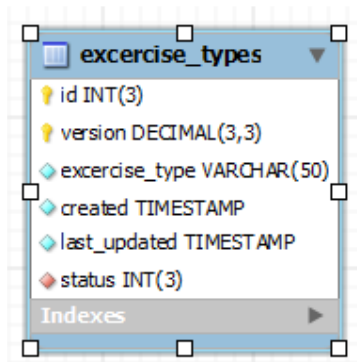 excercise_types
id INT(3)
version DECIMAL(3,3)
excercise_type VARCHAR(50)
created TIMESTAMP
last_updated TIMESTAMP
status INT(3)
Indexes